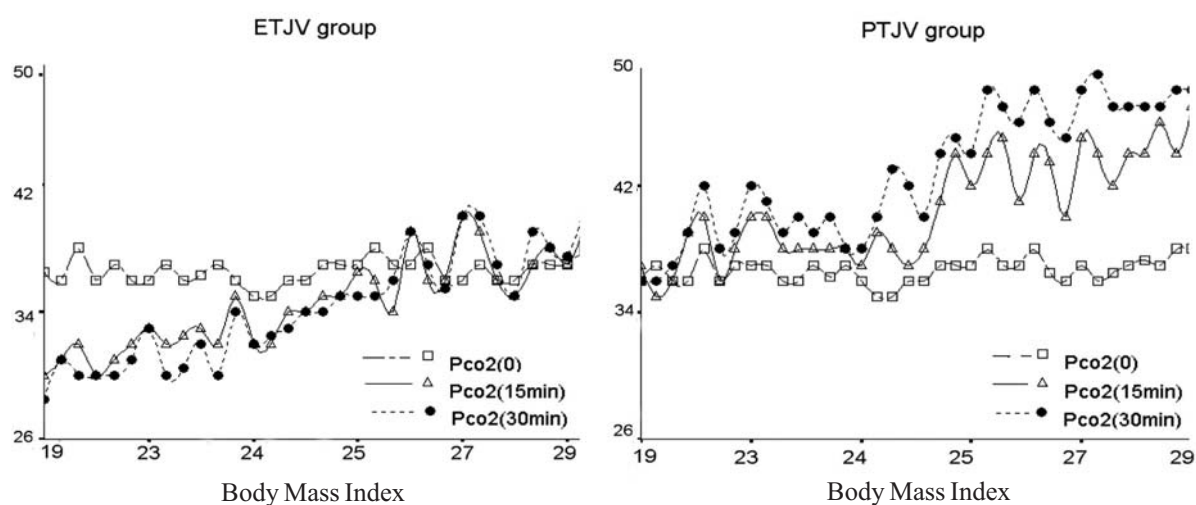 ETJV group
50
42
34
26
19 23 24 25 26 27 29
Pco2(0)
Pco2(15min)
Pco2(30min)
Body Mass Index
PTJV group
50
42
34
26
19 23 24 25 27 29
Pco2(0)
Pco2(15min)
Pco2(30min)
Body Mass Index